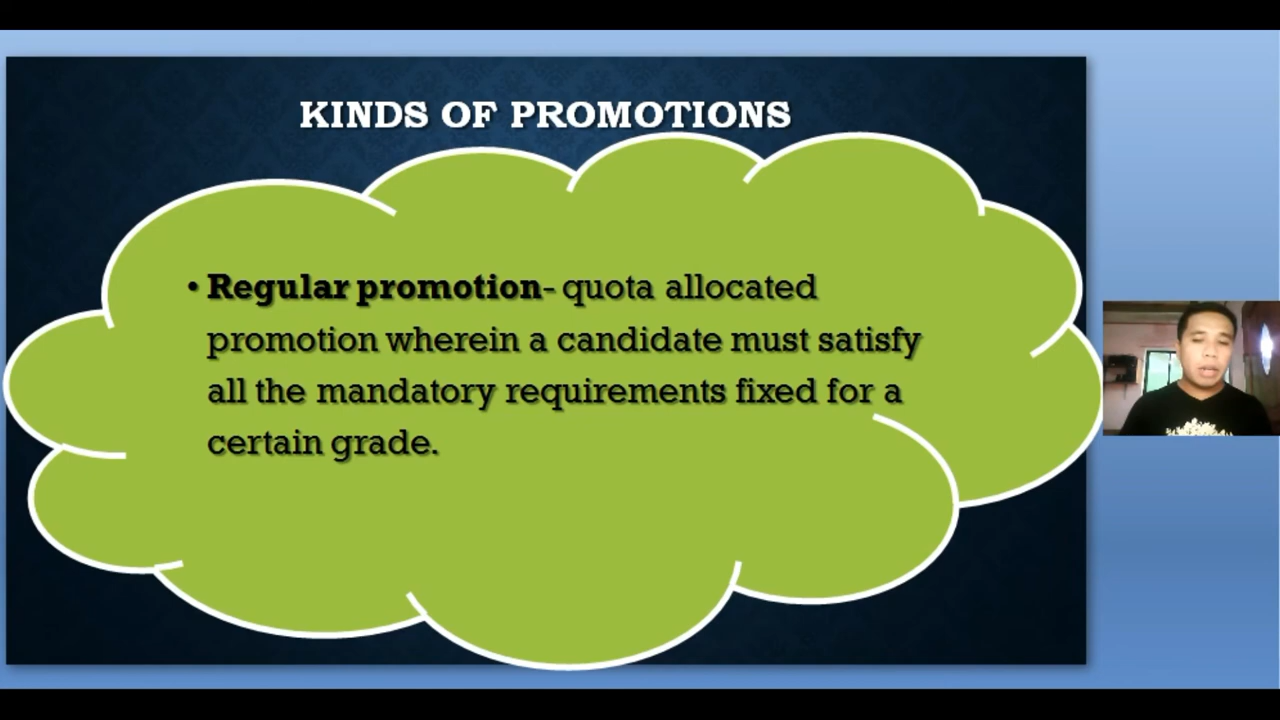 KINDS OF PROMOTIONS
• Regular promotion- quota allocated
promotion wherein a candidate must satisfy
all the mandatory requirements fixed for a
certain grade.